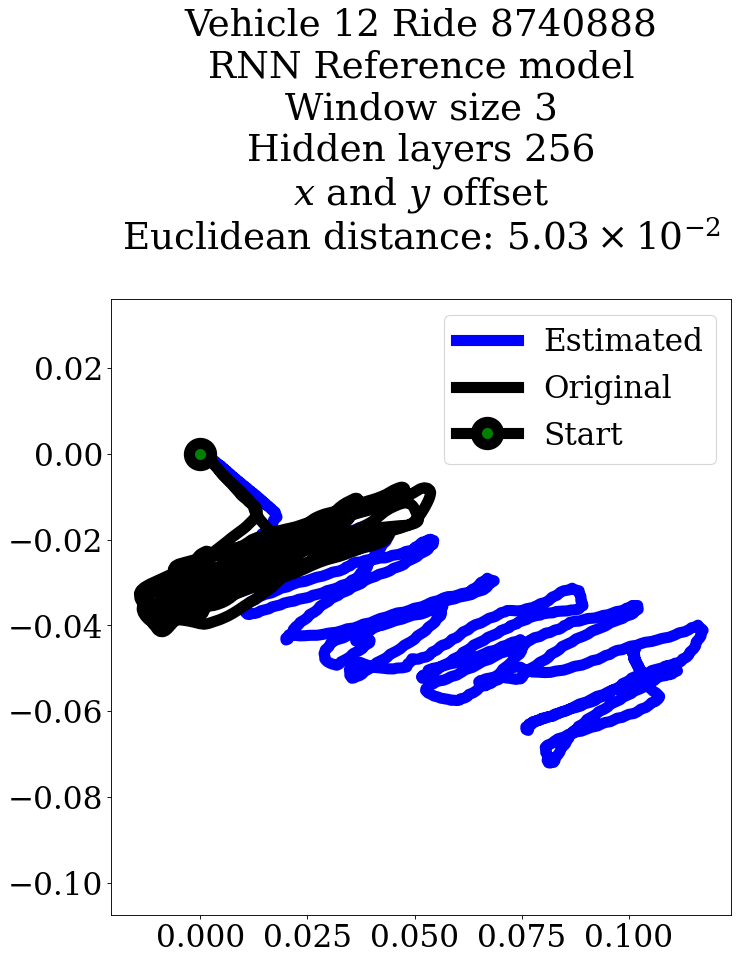 Vehicle 12 Ride 8740888
RNN Reference model
Window size 3
Hidden layers 256
x and y offset
Euclidean distance: 5.03 × 10⁻²
Estimated
Original
Start
0.02
0.00
−0.02
−0.04
−0.06
−0.08
−0.10
0.000 0.025 0.050 0.075 0.100